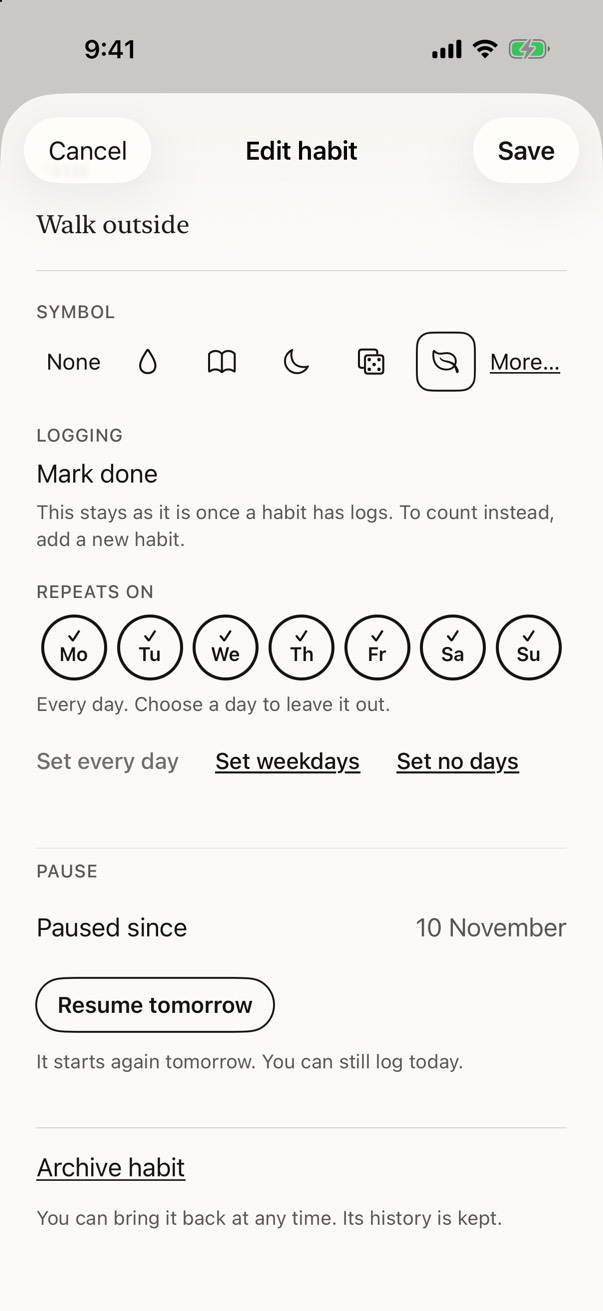 9:41
Cancel
Edit habit
Save
Walk outside
SYMBOL
None
More...
LOGGING
Mark done
This stays as it is once a habit has logs. To count instead,
add a new habit.
REPEATS ON
Mo Tu We Th Fr Sa Su
Every day. Choose a day to leave it out.
Set every day Set weekdays Set no days
PAUSE
Paused since 10 November
Resume tomorrow
It starts again tomorrow. You can still log today.
Archive habit
You can bring it back at any time. Its history is kept.